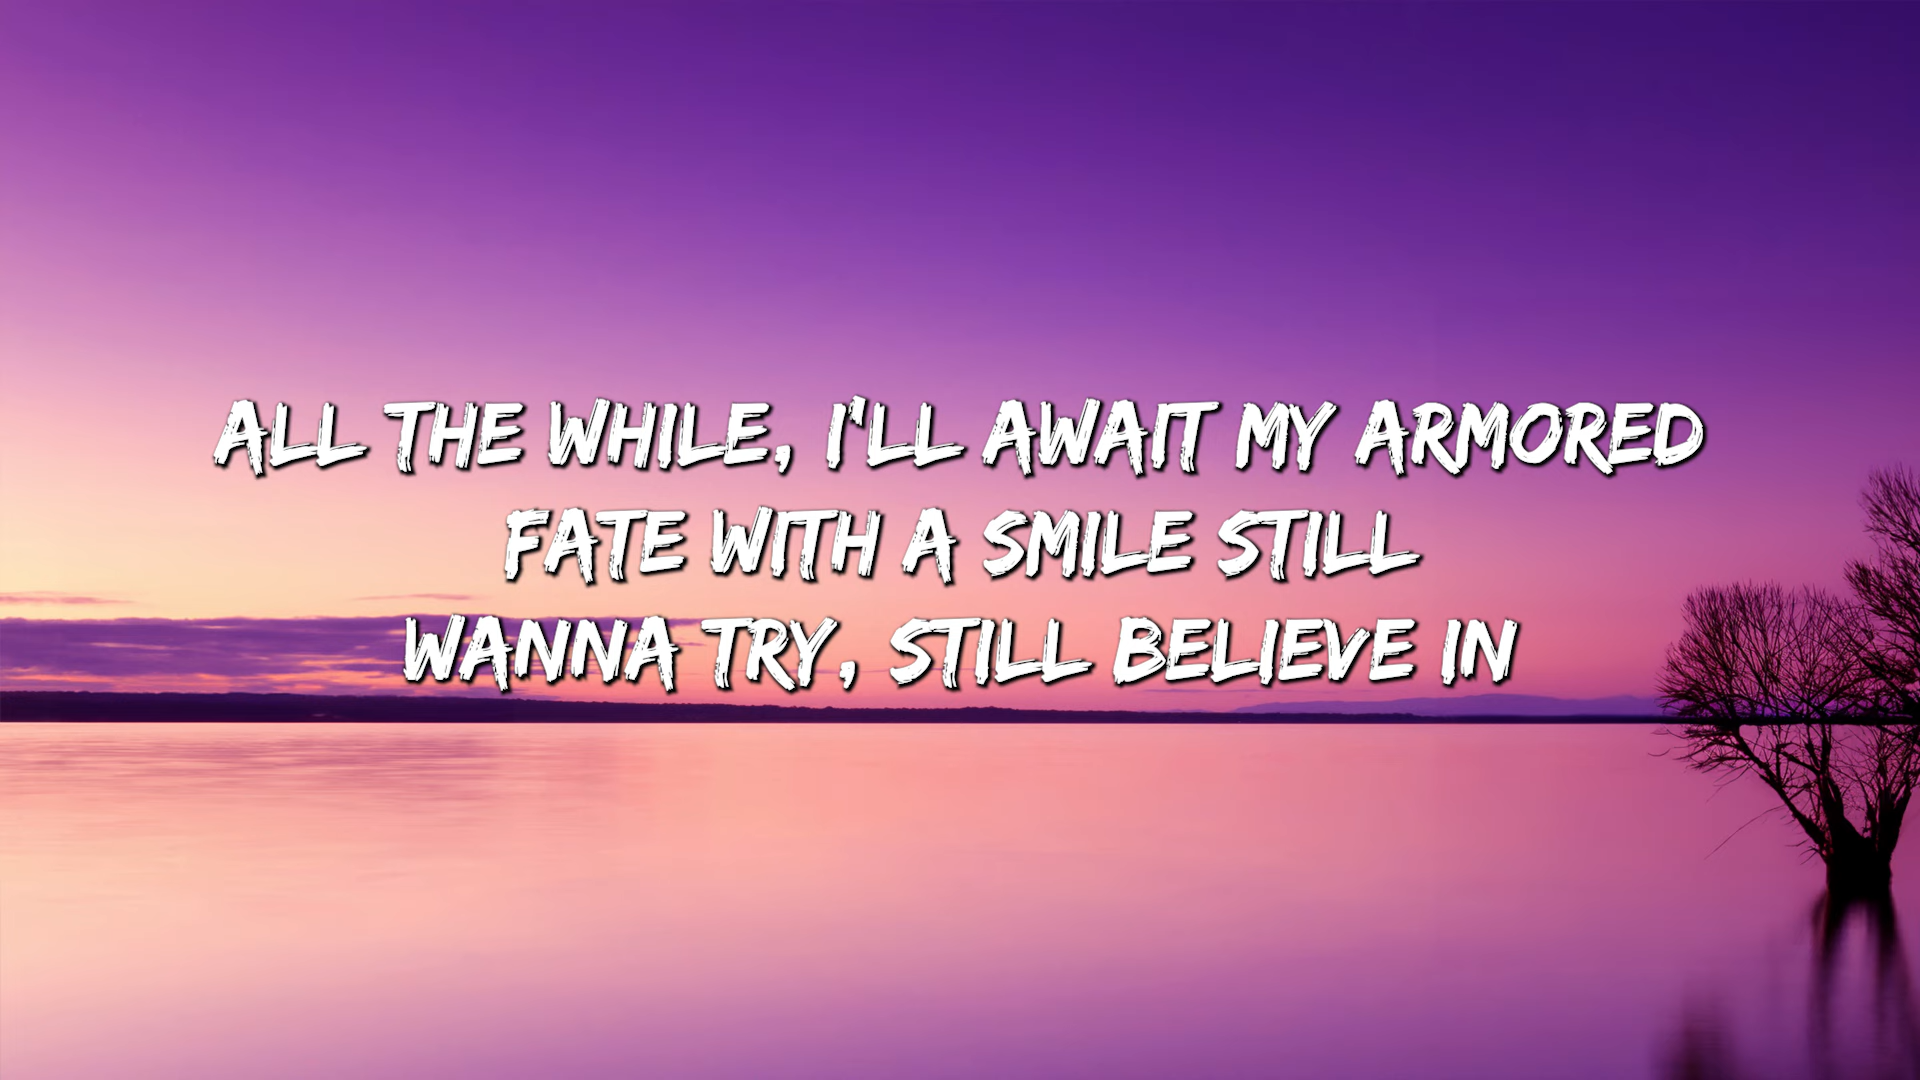 ALL THE WHILE, I'LL AWAIT MY ARMORED
FATE WITH A SMILE STILL
WANNA TRY, STILL BELIEVE IN